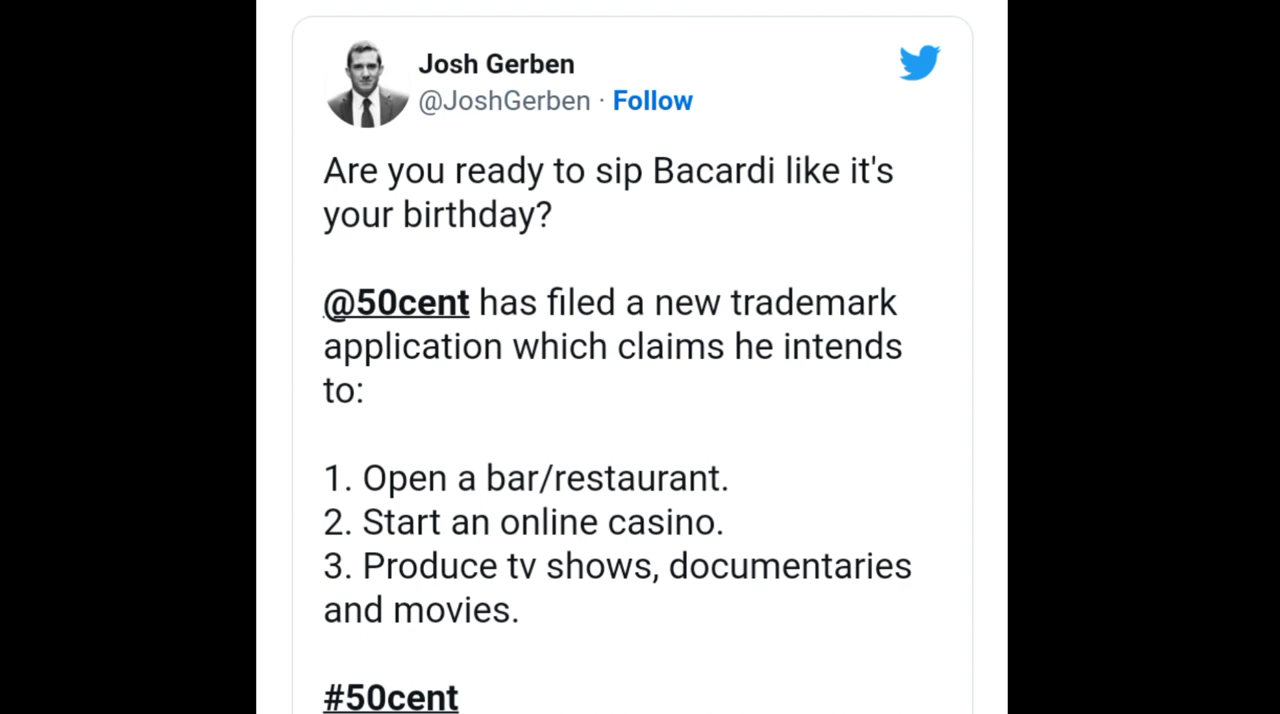 Josh Gerben
@JoshGerben · Follow
Are you ready to sip Bacardi like it's
your birthday?
@50cent has filed a new trademark
application which claims he intends
to:
1. Open a bar/restaurant.
2. Start an online casino.
3. Produce tv shows, documentaries
and movies.
#50cent